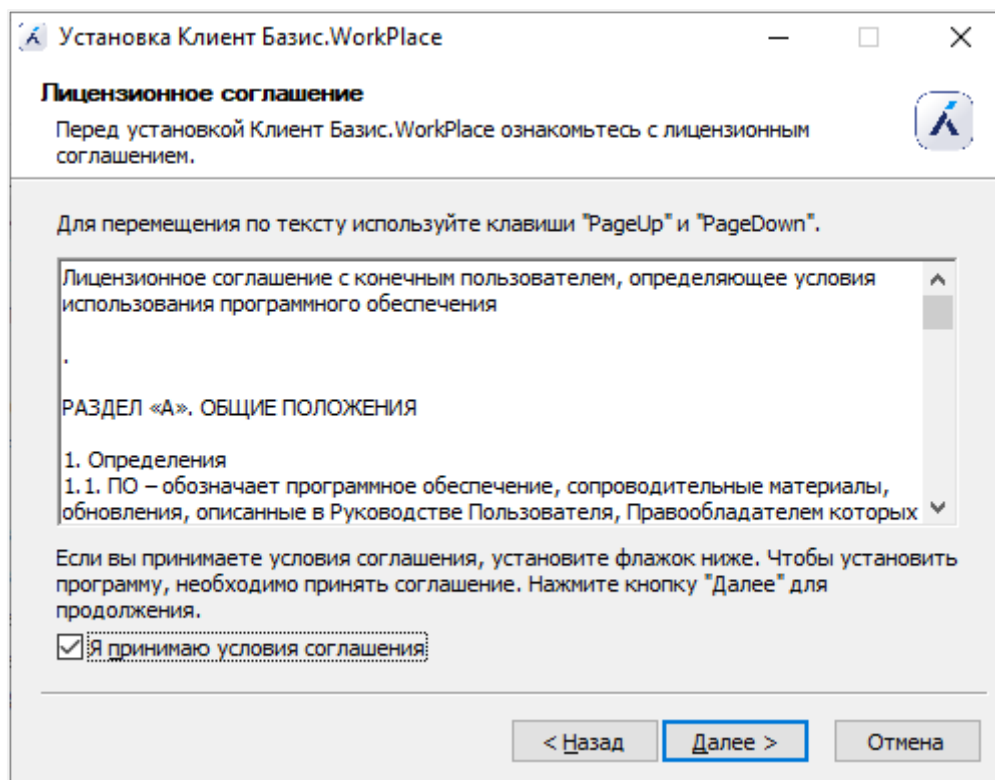 Установка Клиент Базис.WorkPlace
Лицензионное соглашение
Перед установкой Клиент Базис.WorkPlace ознакомьтесь с лицензионным
соглашением.
Для перемещения по тексту используйте клавиши "PageUp" и "PageDown".
Лицензионное соглашение с конечным пользователем, определяющее условия
использования программного обеспечения
.
РАЗДЕЛ «А». ОБЩИЕ ПОЛОЖЕНИЯ
1. Определения
1.1. ПО – обозначает программное обеспечение, сопроводительные материалы,
обновления, описанные в Руководстве Пользователя, Правообладателем которых
Если вы принимаете условия соглашения, установите флажок ниже. Чтобы установить
программу, необходимо принять соглашение. Нажмите кнопку "Далее" для
продолжения.
Я принимаю условия соглашения
< Назад Далее > Отмена